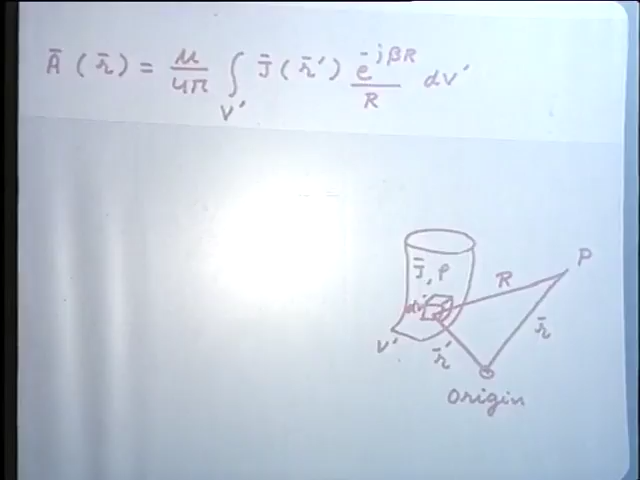 Ā (r̄) = μ/4π ∫V' J̄ (r̄') e^-jβR/R dv'
J̄, ρ
P
R
dv'
r̄
V'
r̄'
Origin